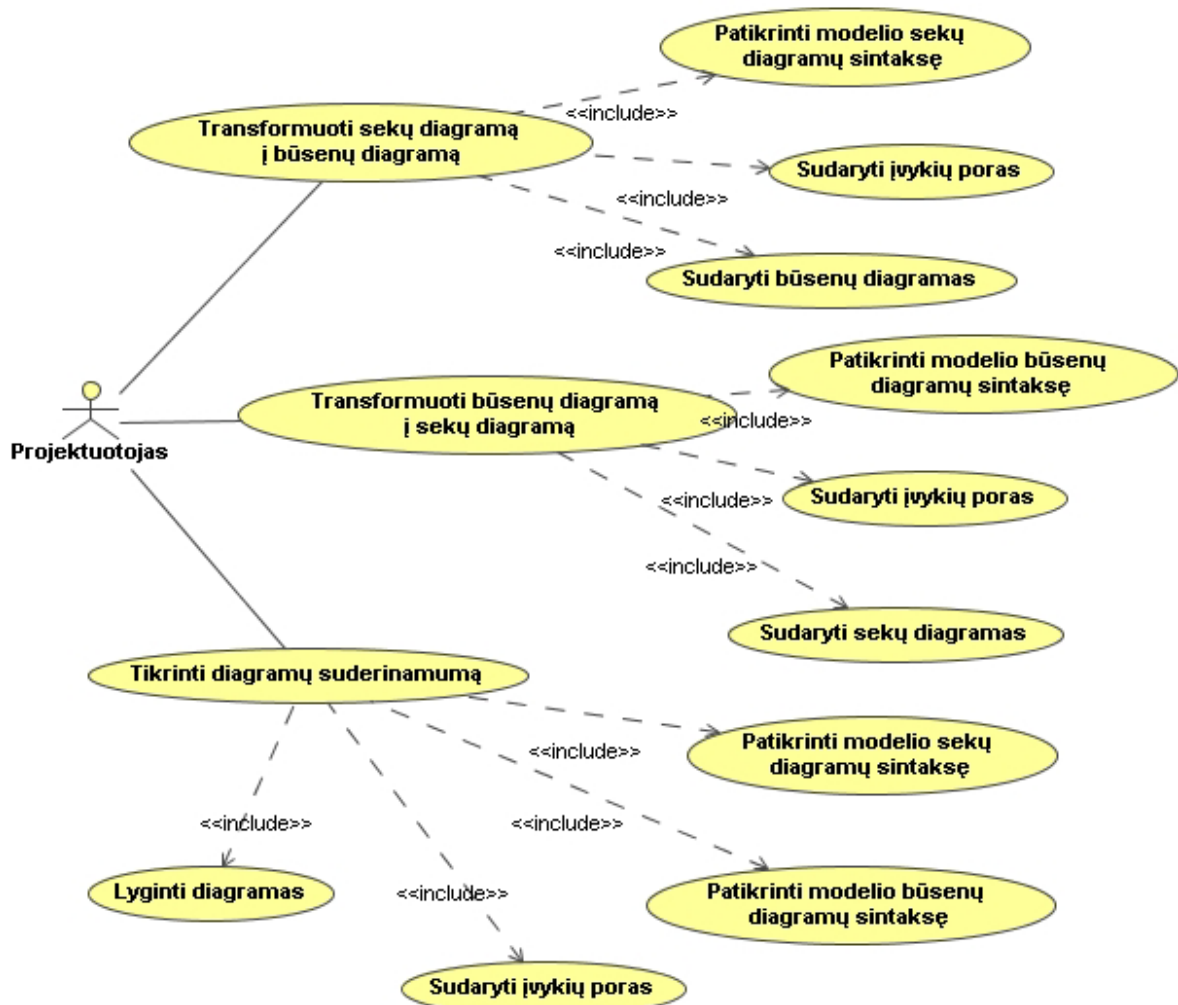 Patikrinti modelio sekų
diagramų sintaksę
<<include>>
Transformuoti sekų diagramą
į būsenų diagramą
Sudaryti įvykių poras
<<include>>
<<include>>
Sudaryti būsenų diagramas
Patikrinti modelio būsenų
diagramų sintaksę
Transformuoti būsenų diagramą
į sekų diagramą
<<include>>
Projektuotojas
Sudaryti įvykių poras
<<include>>
<<include>>
Sudaryti sekų diagramas
Tikrinti diagramų suderinamumą
<<include>>
Patikrinti modelio sekų
diagramų sintaksę
<<include>>
<<include>>
Lyginti diagramas
<<include>>
Patikrinti modelio būsenų
diagramų sintaksę
Sudaryti įvykių poras